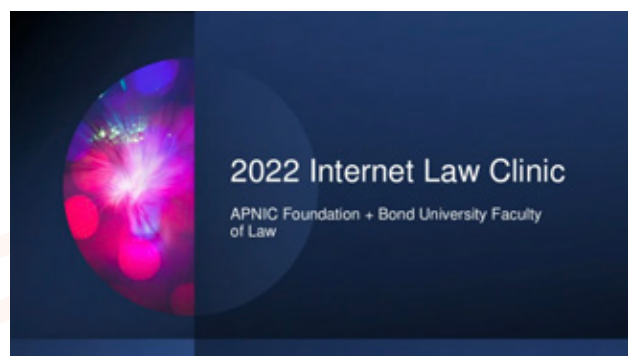 2022 Internet Law Clinic
APNIC Foundation + Bond University Faculty
of Law